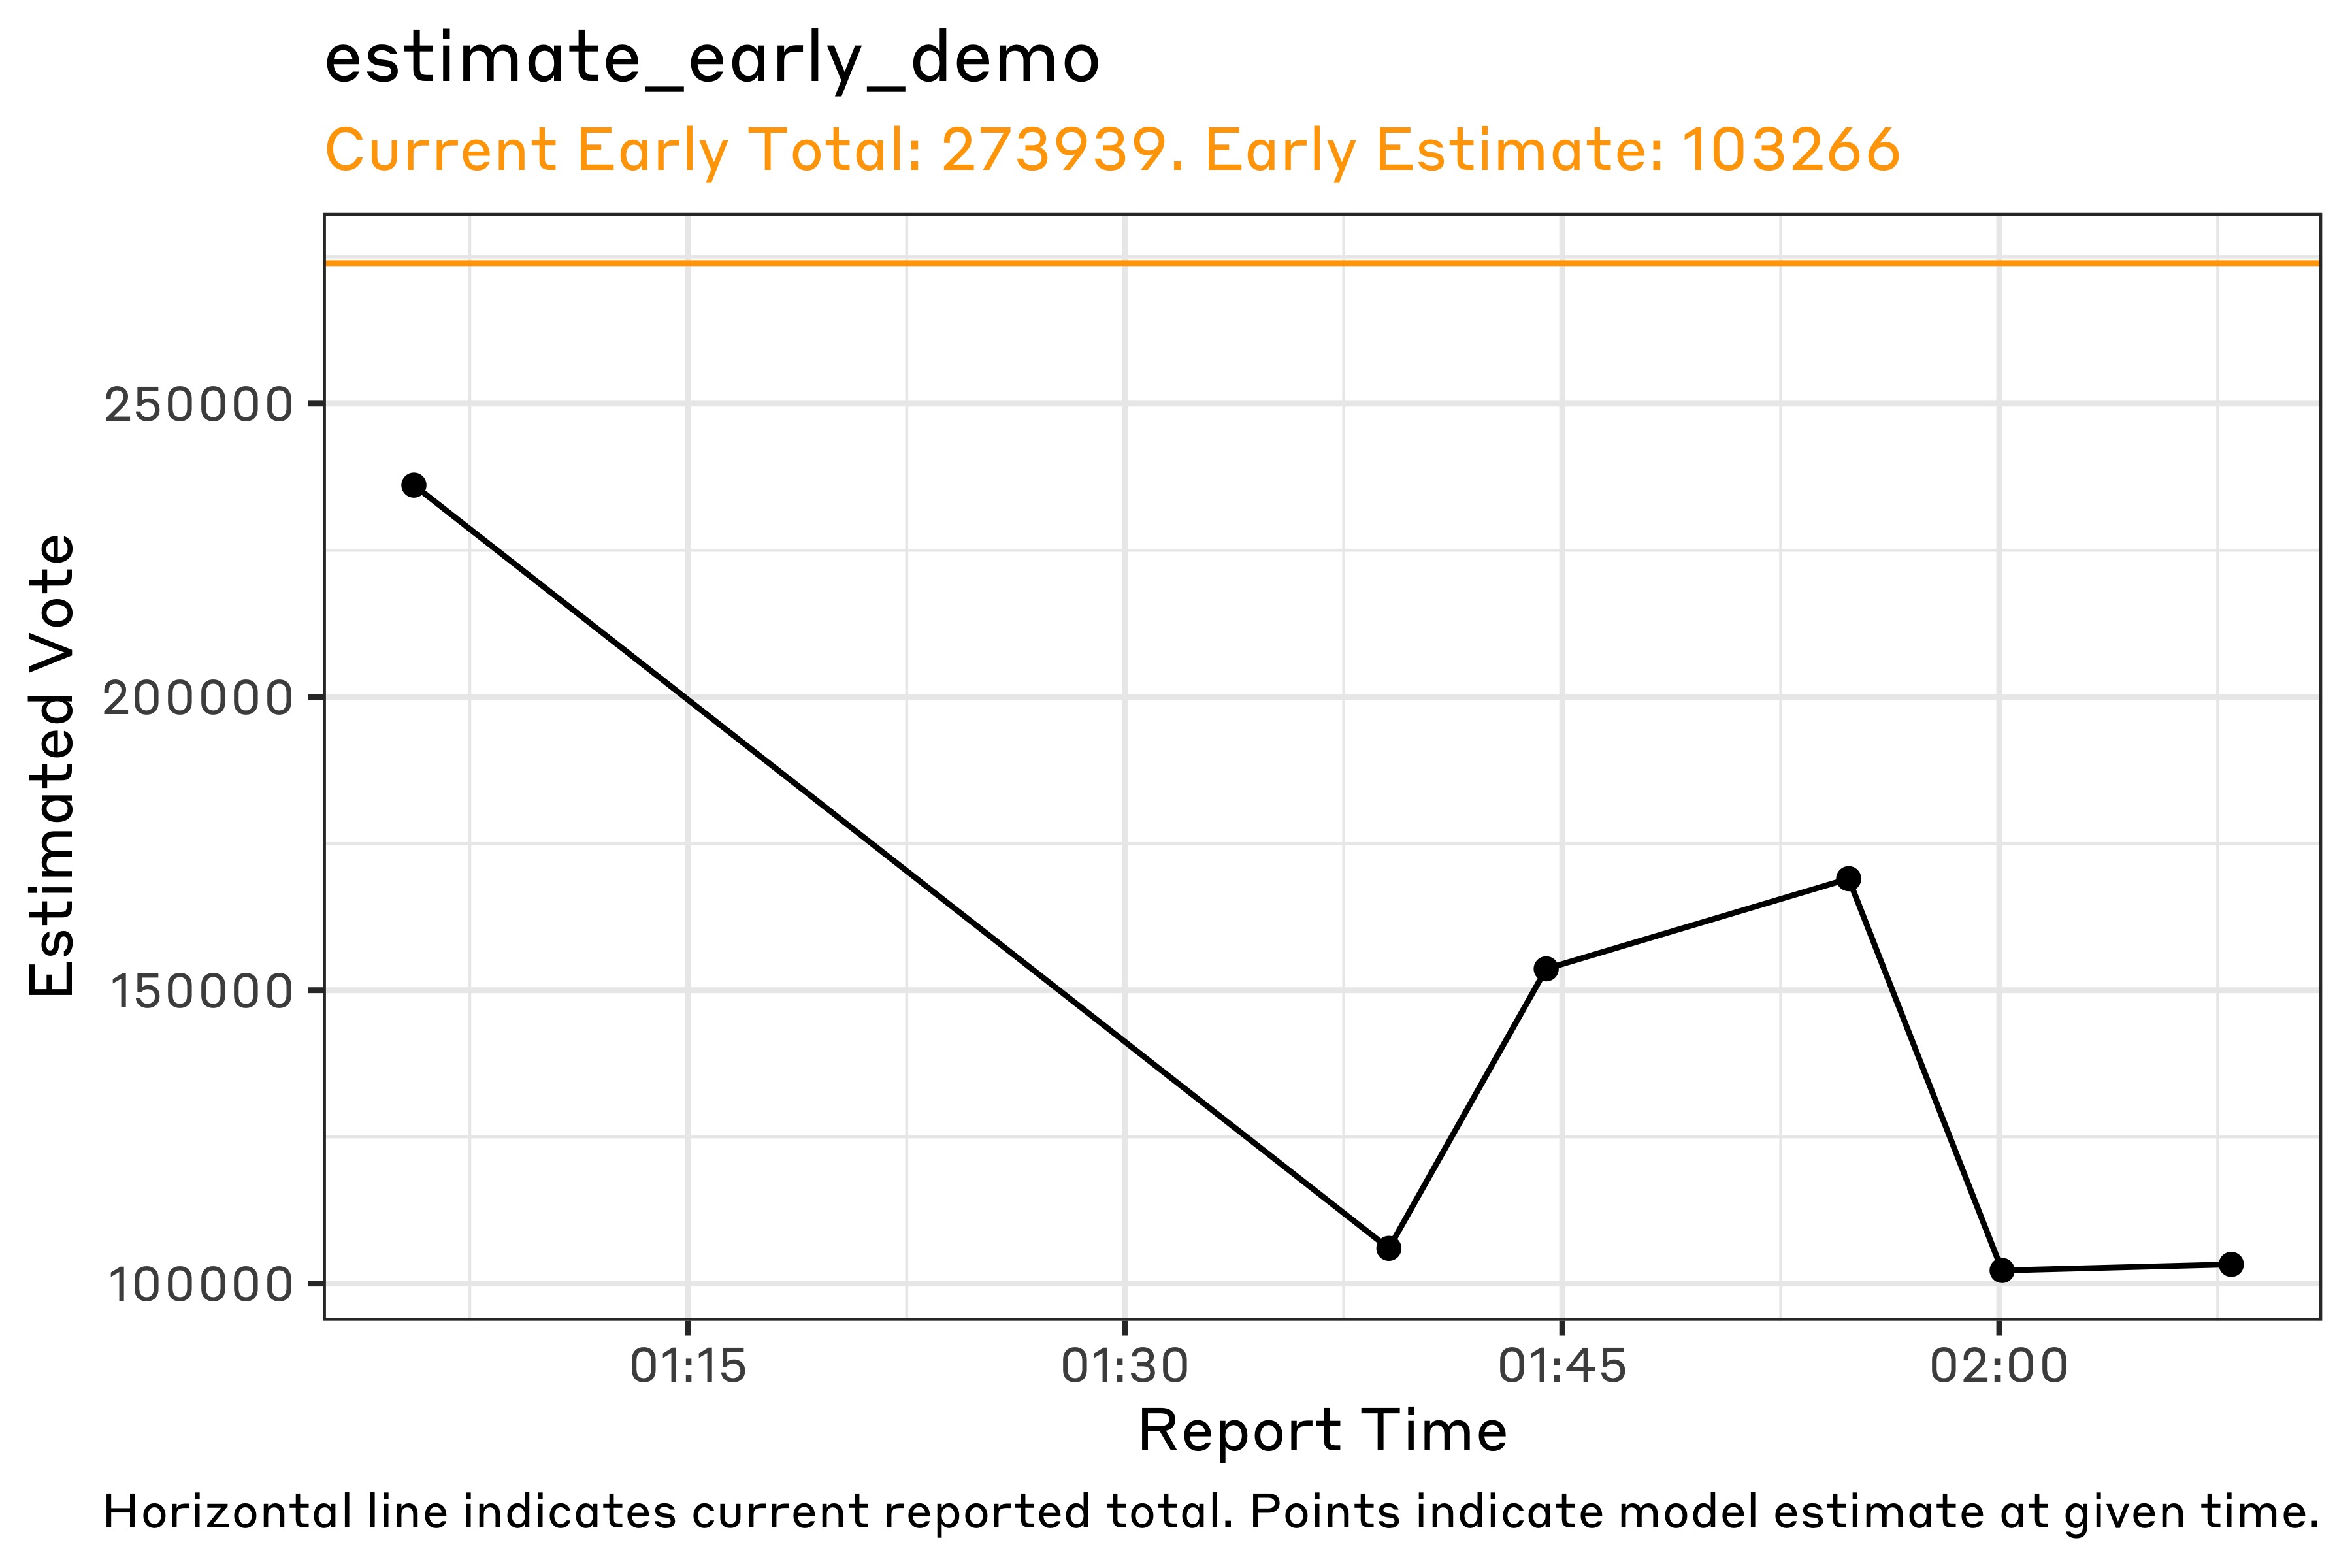 estimate_early_demo
Current Early Total: 273939. Early Estimate: 103266
Estimated Vote
250000
200000
150000
100000
01:15 01:30 01:45 02:00
Report Time
Horizontal line indicates current reported total. Points indicate model estimate at given time.